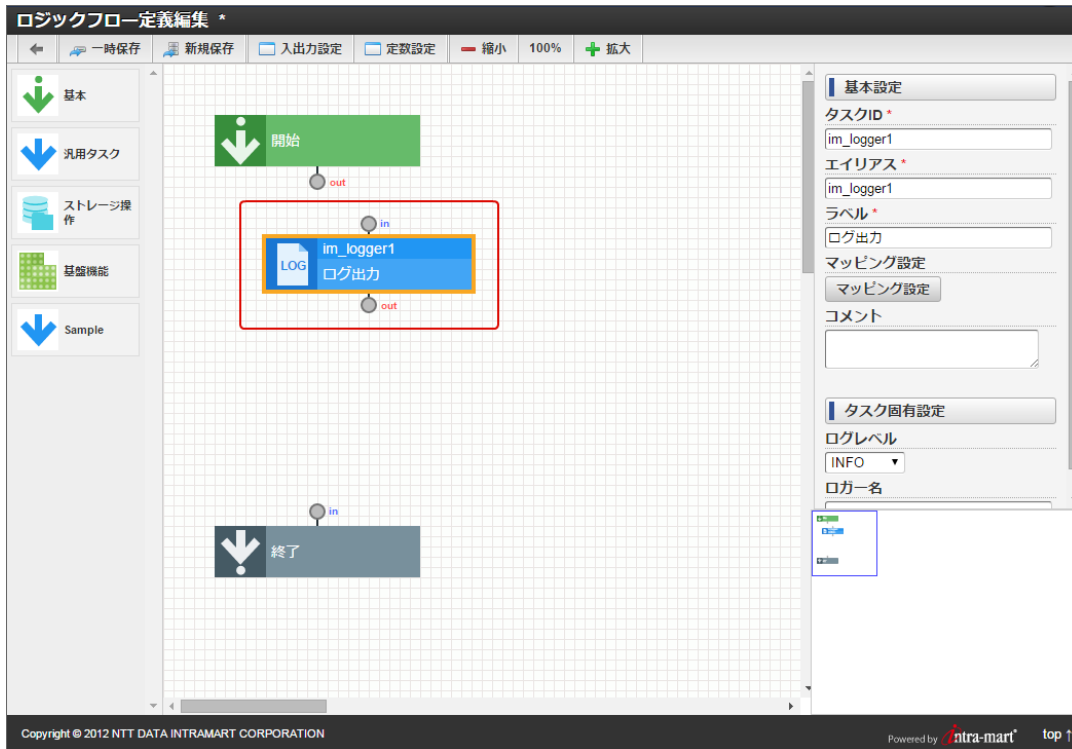 ロジックフロー定義編集 *
一時保存 新規保存 入出力設定 定数設定 縮小 100% 拡大
基本
汎用タスク
ストレージ操
作
基盤機能
Sample
開始
out
in
im_logger1
LOG
ログ出力
out
in
終了
基本設定
タスクID *
im_logger1
エイリアス *
im_logger1
ラベル *
ログ出力
マッピング設定
マッピング設定
コメント
タスク固有設定
ログレベル
INFO
ロガー名
Copyright © 2012 NTT DATA INTRAMART CORPORATION
Powered by intra-mart
top ↑